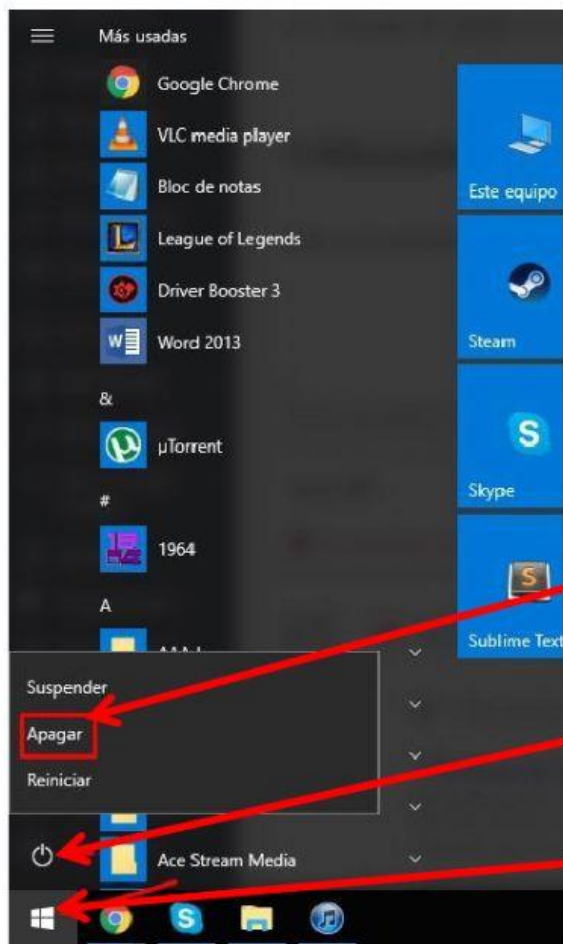 Más usadas
Google Chrome
VLC media player
Bloc de notas
League of Legends
Driver Booster 3
Word 2013
&
µTorrent
#
1964
A
Suspender
Apagar
Reiniciar
Ace Stream Media
Este equipo
Steam
Skype
Sublime Text